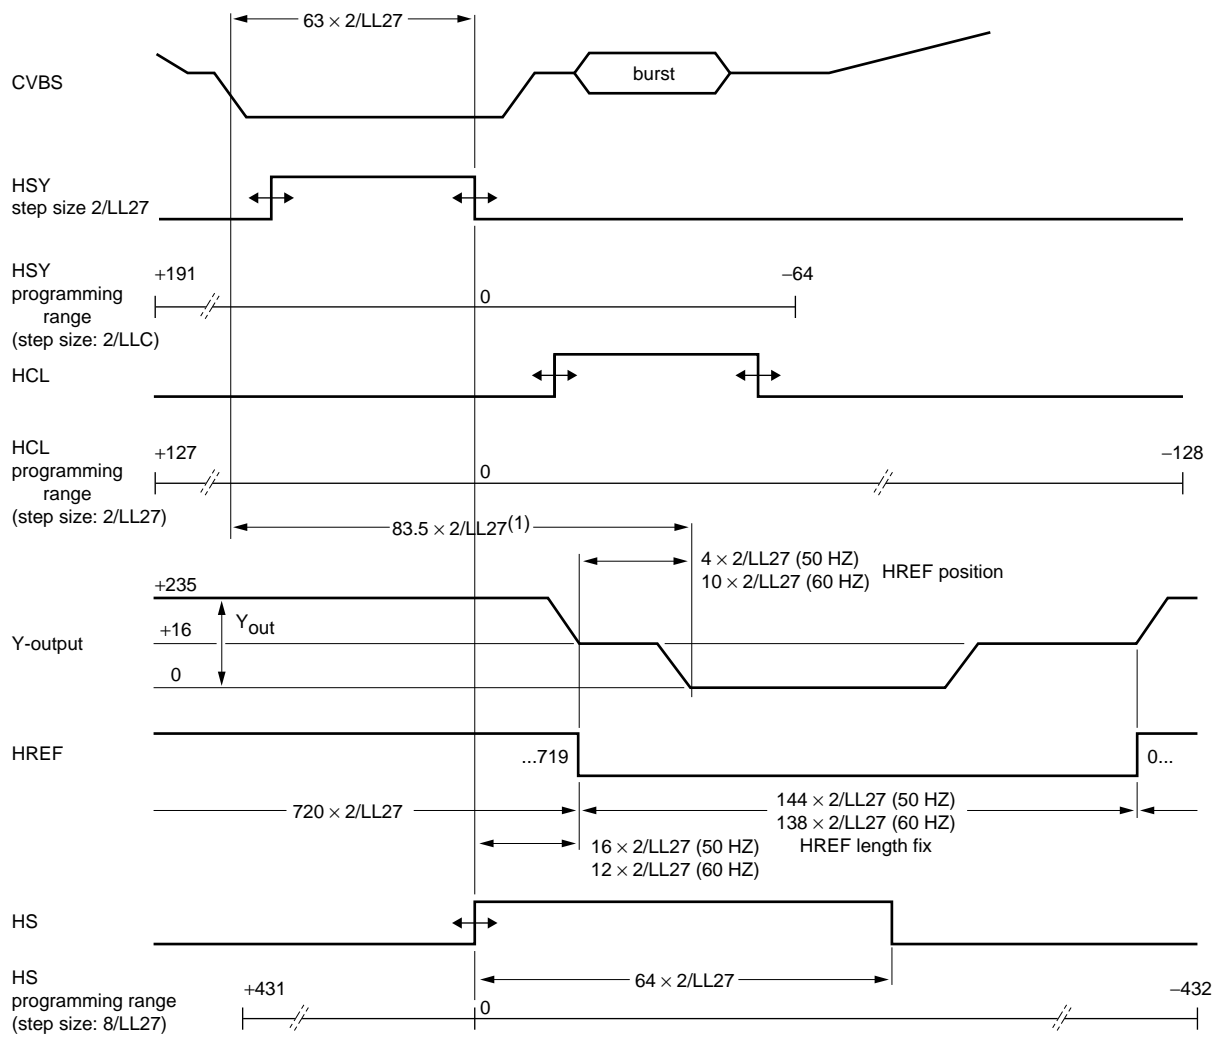 63 × 2/LL27
CVBS
burst
HSY
step size 2/LL27
HSY
programming
range
(step size: 2/LLC)
+191
0
−64
HCL
HCL
programming
range
(step size: 2/LL27)
+127
0
−128
83.5 × 2/LL27(1)
4 × 2/LL27 (50 HZ)
10 × 2/LL27 (60 HZ)
HREF position
+235
Yout
+16
Y-output
0
HREF
...719
0...
720 × 2/LL27
144 × 2/LL27 (50 HZ)
138 × 2/LL27 (60 HZ)
HREF length fix
16 × 2/LL27 (50 HZ)
12 × 2/LL27 (60 HZ)
HS
64 × 2/LL27
HS
programming range
(step size: 8/LL27)
+431
0
−432